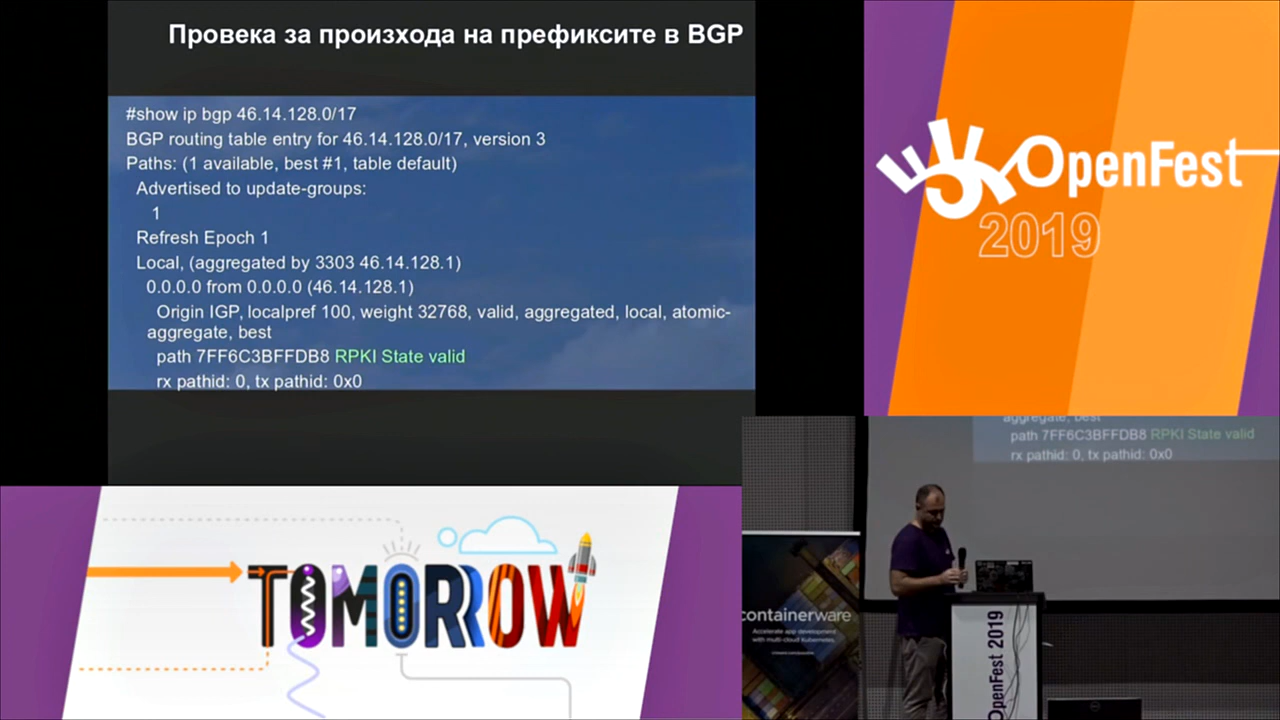 Провека за произхода на префиксите в BGP
#show ip bgp 46.14.128.0/17
BGP routing table entry for 46.14.128.0/17, version 3
Paths: (1 available, best #1, table default)
Advertised to update-groups:
1
Refresh Epoch 1
Local, (aggregated by 3303 46.14.128.1)
0.0.0.0 from 0.0.0.0 (46.14.128.1)
Origin IGP, localpref 100, weight 32768, valid, aggregated, local, atomic-
aggregate, best
path 7FF6C3BFFDB8 RPKI State valid
rx pathid: 0, tx pathid: 0x0
OpenFest
2019
TOMORROW
aggregate, best
path 7FF6C3BFFDB8 RPKI State valid
rx pathid: 0, tx pathid: 0x0
containerware
Accelerate app development
with multi-cloud Kubernetes.
OpenFest 2019